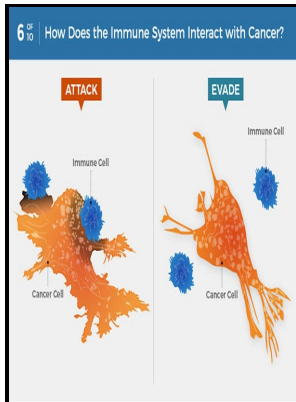 6 OF 10 How Does the Immune System Interact with Cancer?
ATTACK
EVADE
Immune Cell
Immune Cell
Cancer Cell
Cancer Cell